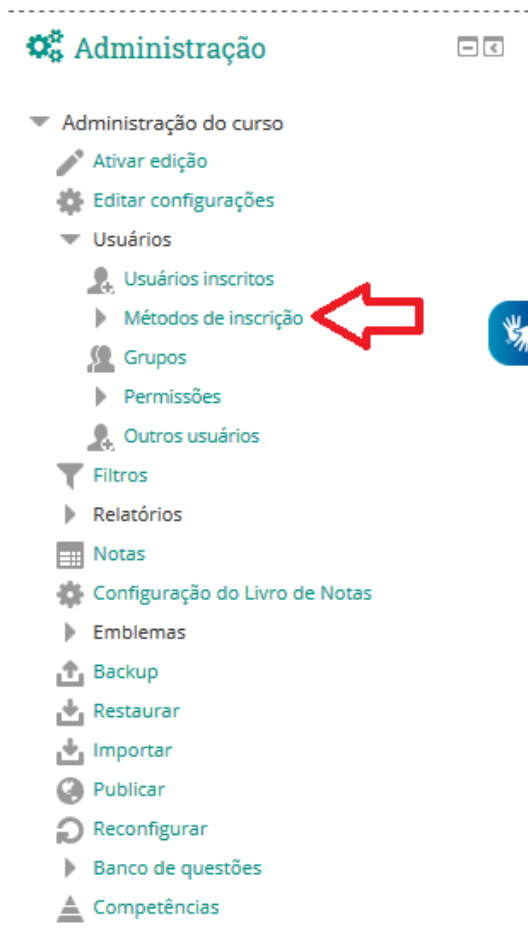 Administração
Administração do curso
Ativar edição
Editar configurações
Usuários
Usuários inscritos
Métodos de inscrição
Grupos
Permissões
Outros usuários
Filtros
Relatórios
Notas
Configuração do Livro de Notas
Emblemas
Backup
Restaurar
Importar
Publicar
Reconfigurar
Banco de questões
Competências